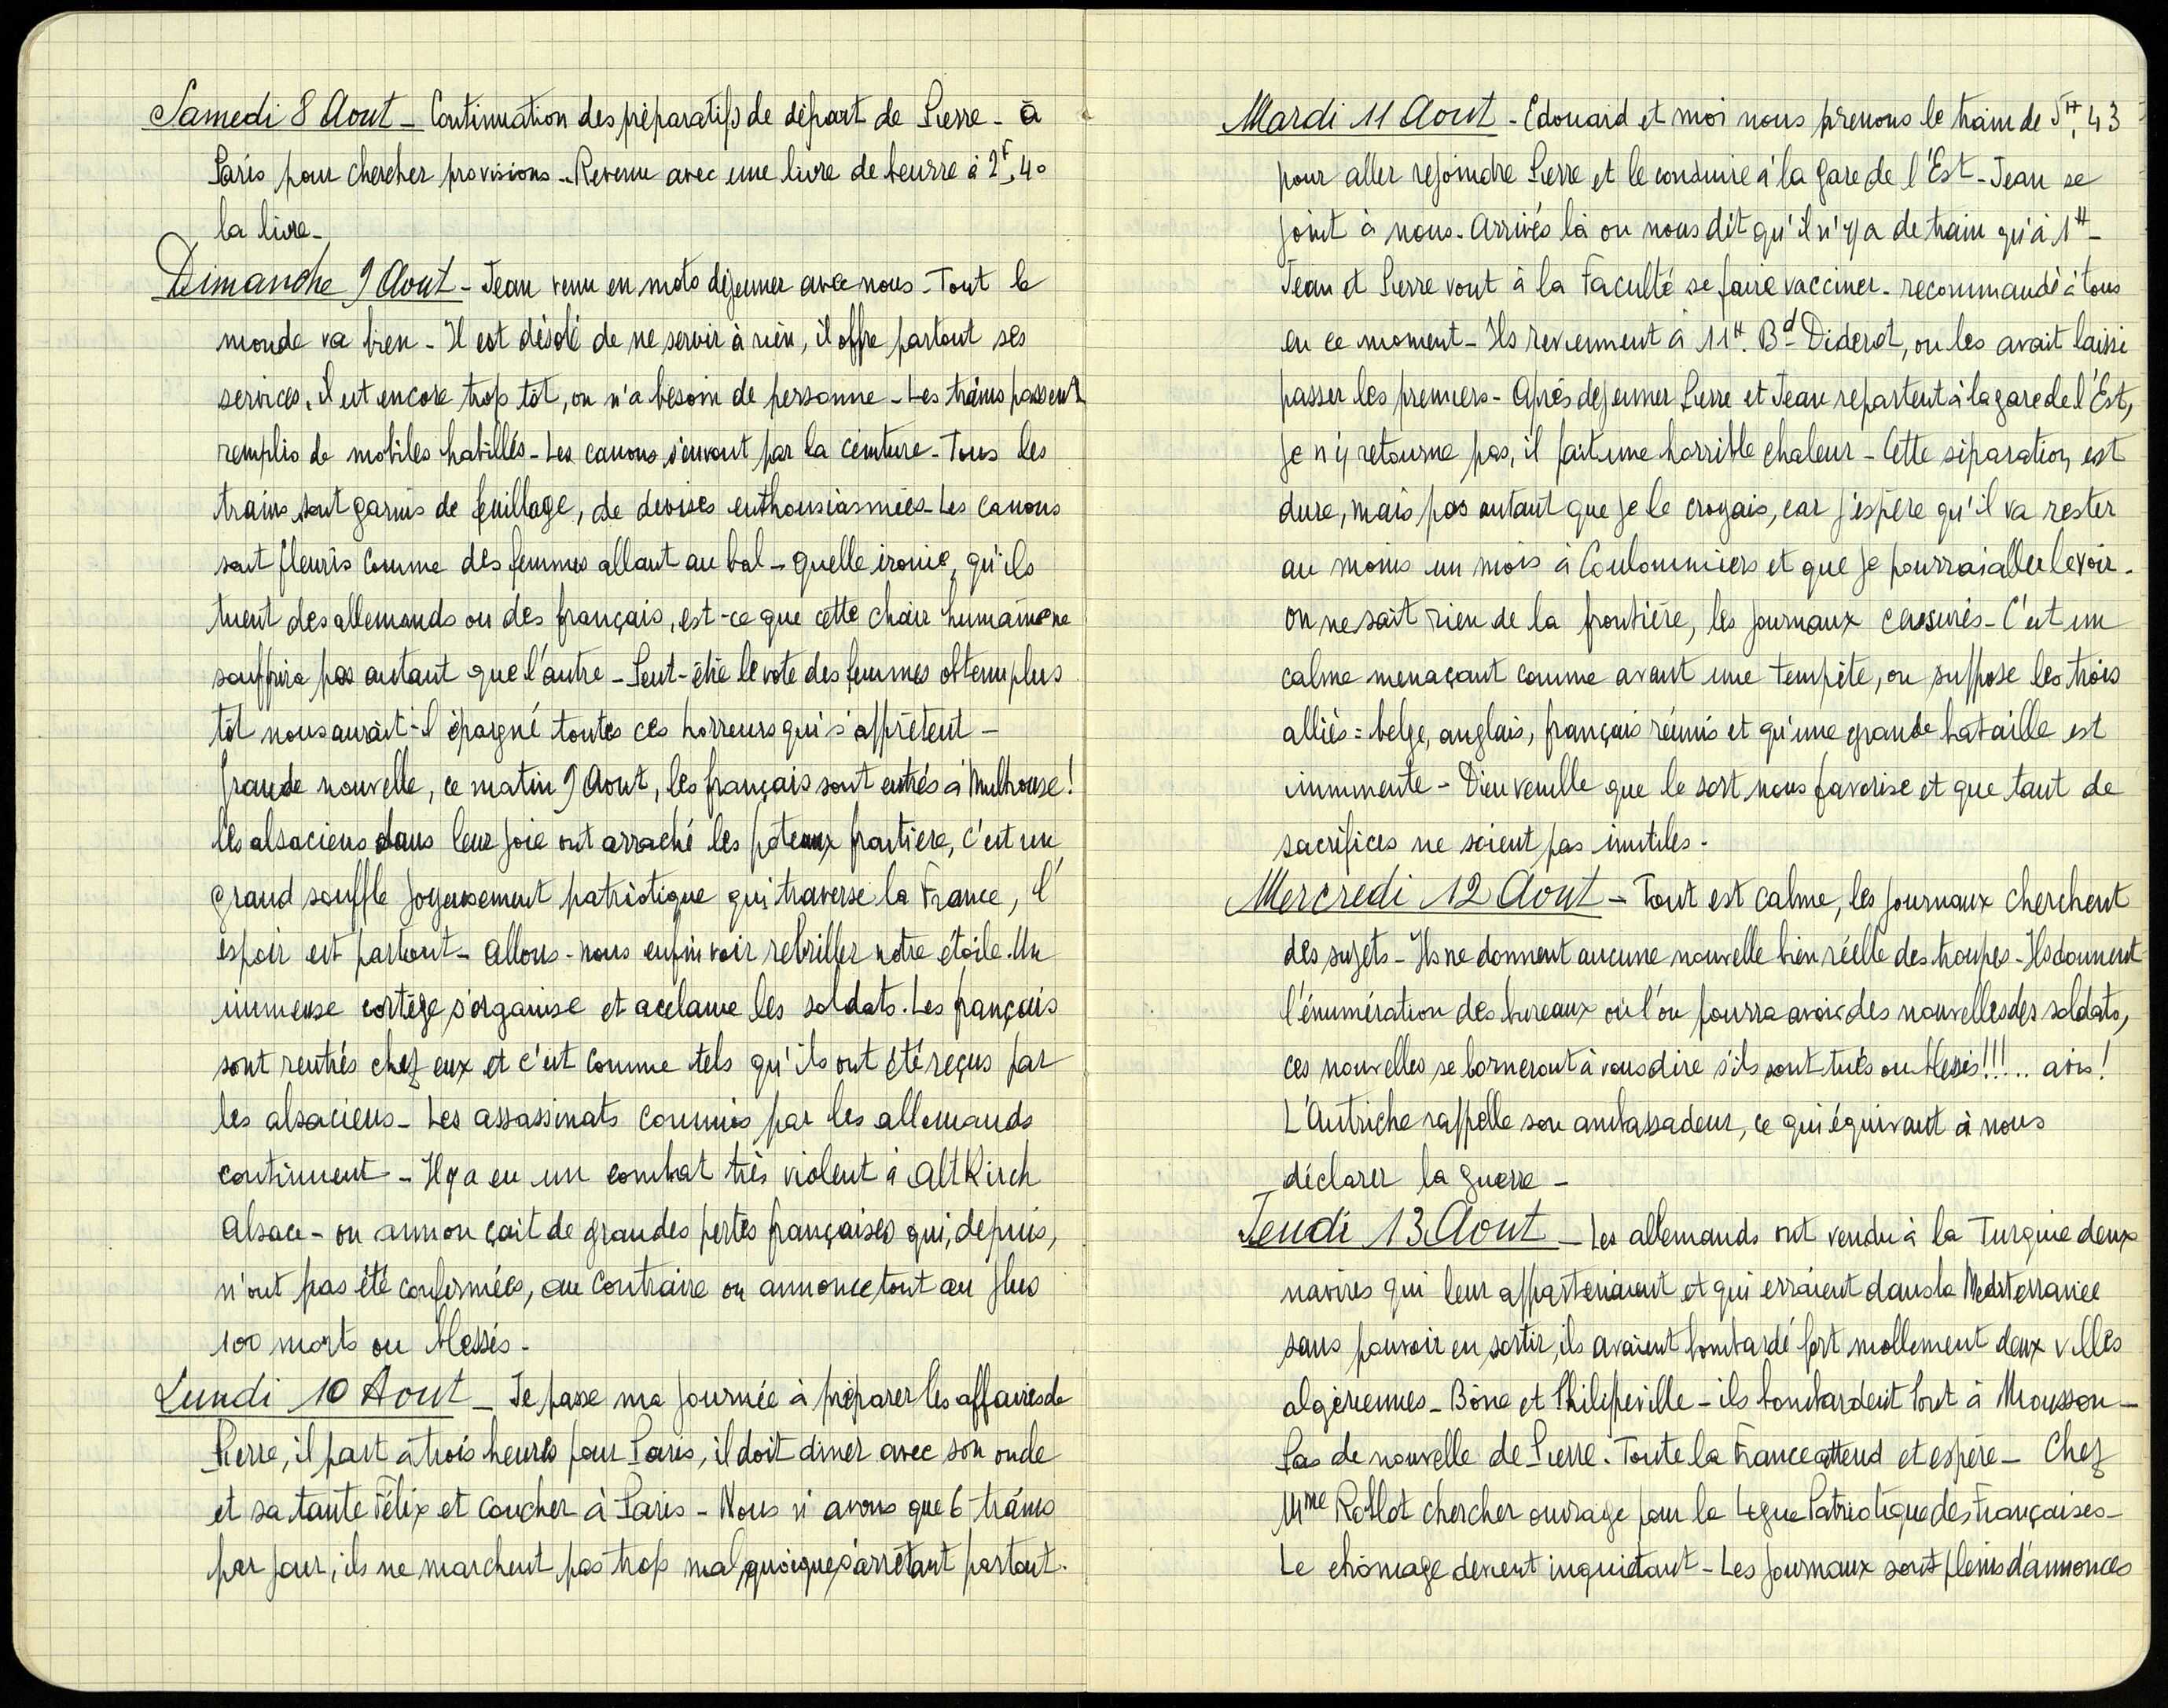 Samedi 8 Aout - Continuation des préparatifs de départ de Pierre - à
Paris pour chercher provisions - Revenue avec une livre de beurre à 2f,40
la livre -
Dimanche 9 Aout - Jean venu en moto déjeuner avec nous - Tout le
monde va bien - Il est désolé de ne servir à rien, il offre partout ses
services, il est encore trop tôt, on n'a besoin de personne - Les trains passent
remplis de mobiles habillés - Les canons s'en vont par la ceinture - Tous les
trains sont garnis de feuillage, de devises enthousiasmées - Les canons
sont fleuris comme des femmes allant au bal - quelle ironie, qu'ils
tuent des allemands ou des français, est-ce que cette chair humaine ne
souffrira pas autant que l'autre - Peut-être le vote des femmes obtenu plus
tôt nous aurait-il épargné toutes ces horreurs qui s'apprêtent -
Grande nouvelle, ce matin 9 Aout, les français sont entrés à Mulhouse !
les alsaciens dans leur joie ont arraché les poteaux frontière, c'est un
grand souffle joyeusement patriotique qui traverse la France, l'
espoir est partout - Allons-nous enfin voir rebriller notre étoile. Un
immense cortège s'organise et acclame les soldats. Les français
sont rentrés chez eux et c'est comme tels qu'ils ont été reçus par
les alsaciens - Les assassinats commis par les allemands
continuent - Il y a eu un combat très violent à Altkirch
Alsace - on annonçait de grandes pertes françaises qui, depuis,
n'ont pas été confirmées, au contraire on annonce tout au plus
100 morts ou blessés -
Lundi 10 Aout - Je passe ma journée à préparer les affaires de
Pierre, il part à trois heures pour Paris, il doit diner avec son oncle
et sa tante Félix et coucher à Paris - Nous n'avons que 6 trains
par jour, ils ne marchent pas trop mal quoique s'arrêtant partout.
Mardi 11 Aout - Edouard et moi nous prenons le train de 5H,43
pour aller rejoindre Pierre et le conduire à la gare de l'Est - Jean se
joint à nous. Arrivés là on nous dit qu'il n'y a de train qu'à 1H -
Jean et Pierre vont à la Faculté se faire vacciner - recommandé à tous
en ce moment - Ils reviennent à 11H. Bd Diderot, on les avait laissé
passer les premiers - Après déjeuner Pierre et Jean repartent à la gare de l'Est,
je n'y retourne pas, il fait une horrible chaleur - Cette séparation est
dure, mais pas autant que je le croyais, car j'espère qu'il va rester
au moins un mois à Coulommiers et que je pourrai aller le voir -
on ne sait rien de la frontière, les journaux censurés - C'est un
calme menaçant comme avant une tempête, on suppose les trois
alliés : belge, anglais, français réunis et qu'une grande bataille est
imminente - Dieu veuille que le sort nous favorise et que tant de
sacrifices ne soient pas inutiles -
Mercredi 12 Aout - Tout est calme, les journaux cherchent
des sujets - Ils ne donnent aucune nouvelle bien réelle des troupes - Ils donnent
l'énumération des bureaux où l'on pourra avoir des nouvelles des soldats,
ces nouvelles se borneront à vous dire s'ils sont tués ou blessés !!! .. avis !
L'Autriche rappelle son ambassadeur, ce qui équivaut à nous
déclarer la guerre -
Jeudi 13 Aout - Les allemands ont vendu à la Turquie deux
navires qui leur appartenaient et qui erraient dans la Mediterranée
sans pouvoir en sortir, ils avaient bombardé fort mollement deux villes
algériennes - Bône et Philipeville - ils bombardent Pont à Mousson -
Pas de nouvelle de Pierre. Toute la France attend et espère - Chez
Mme Rollot chercher ouvrage pour la Ligue Patriotique des Françaises -
Le chômage devient inquiétant - Les journaux sont pleins d'annonces